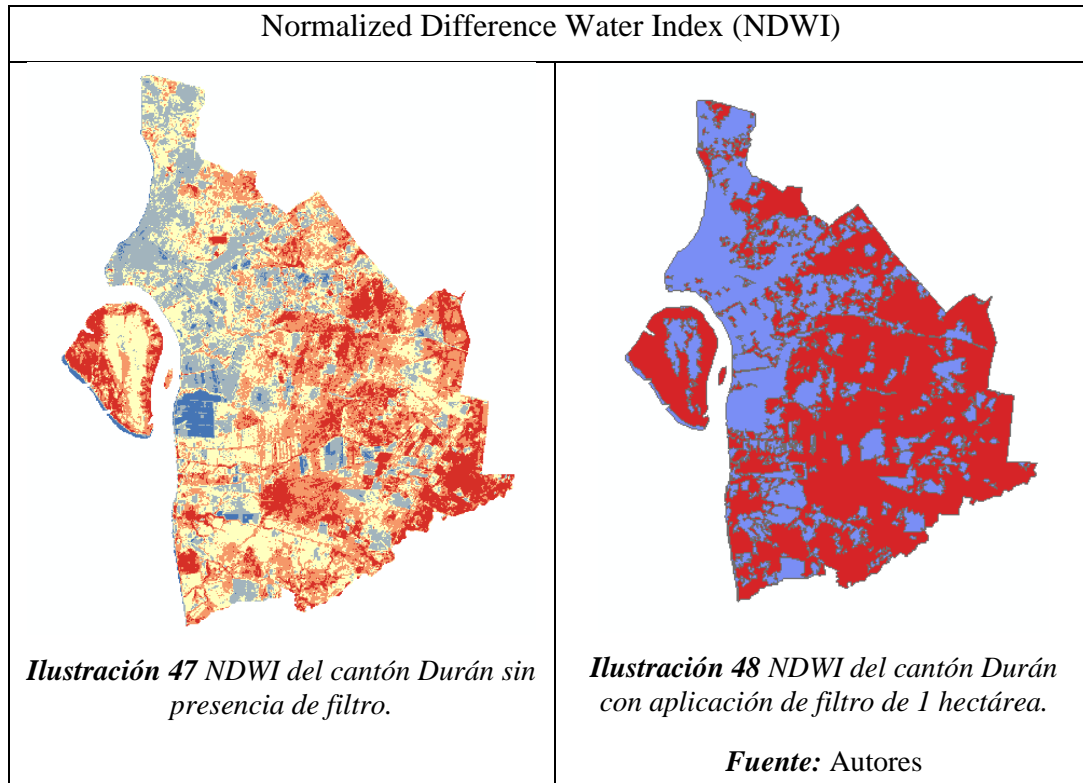 Normalized Difference Water Index (NDWI)
Ilustración 47 NDWI del cantón Durán sin
presencia de filtro.
Ilustración 48 NDWI del cantón Durán
con aplicación de filtro de 1 hectárea.
Fuente: Autores